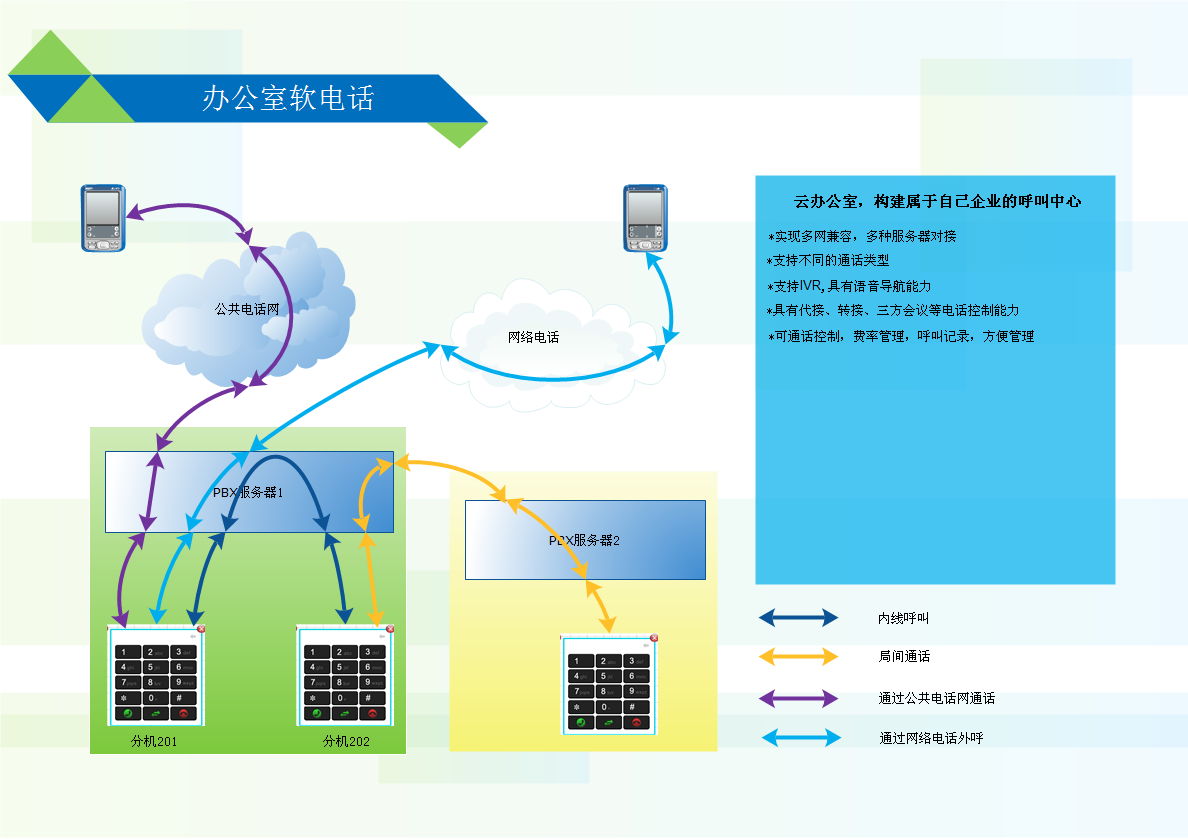 办公室软电话
公共电话网
网络电话
云办公室，构建属于自己企业的呼叫中心
*实现多网兼容，多种服务器对接
*支持不同的通话类型
*支持IVR,具有语音导航能力
*具有代接、转接、三方会议等电话控制能力
*可通话控制，费率管理，呼叫记录，方便管理
PBX服务器1
PBX服务器2
1 2 3
4 5 6
7 8 9
* 0 #
分机201
1 2 3
4 5 6
7 8 9
* 0 #
分机202
1 2 3
4 5 6
7 8 9
* 0 #
内线呼叫
局间通话
通过公共电话网通话
通过网络电话外呼